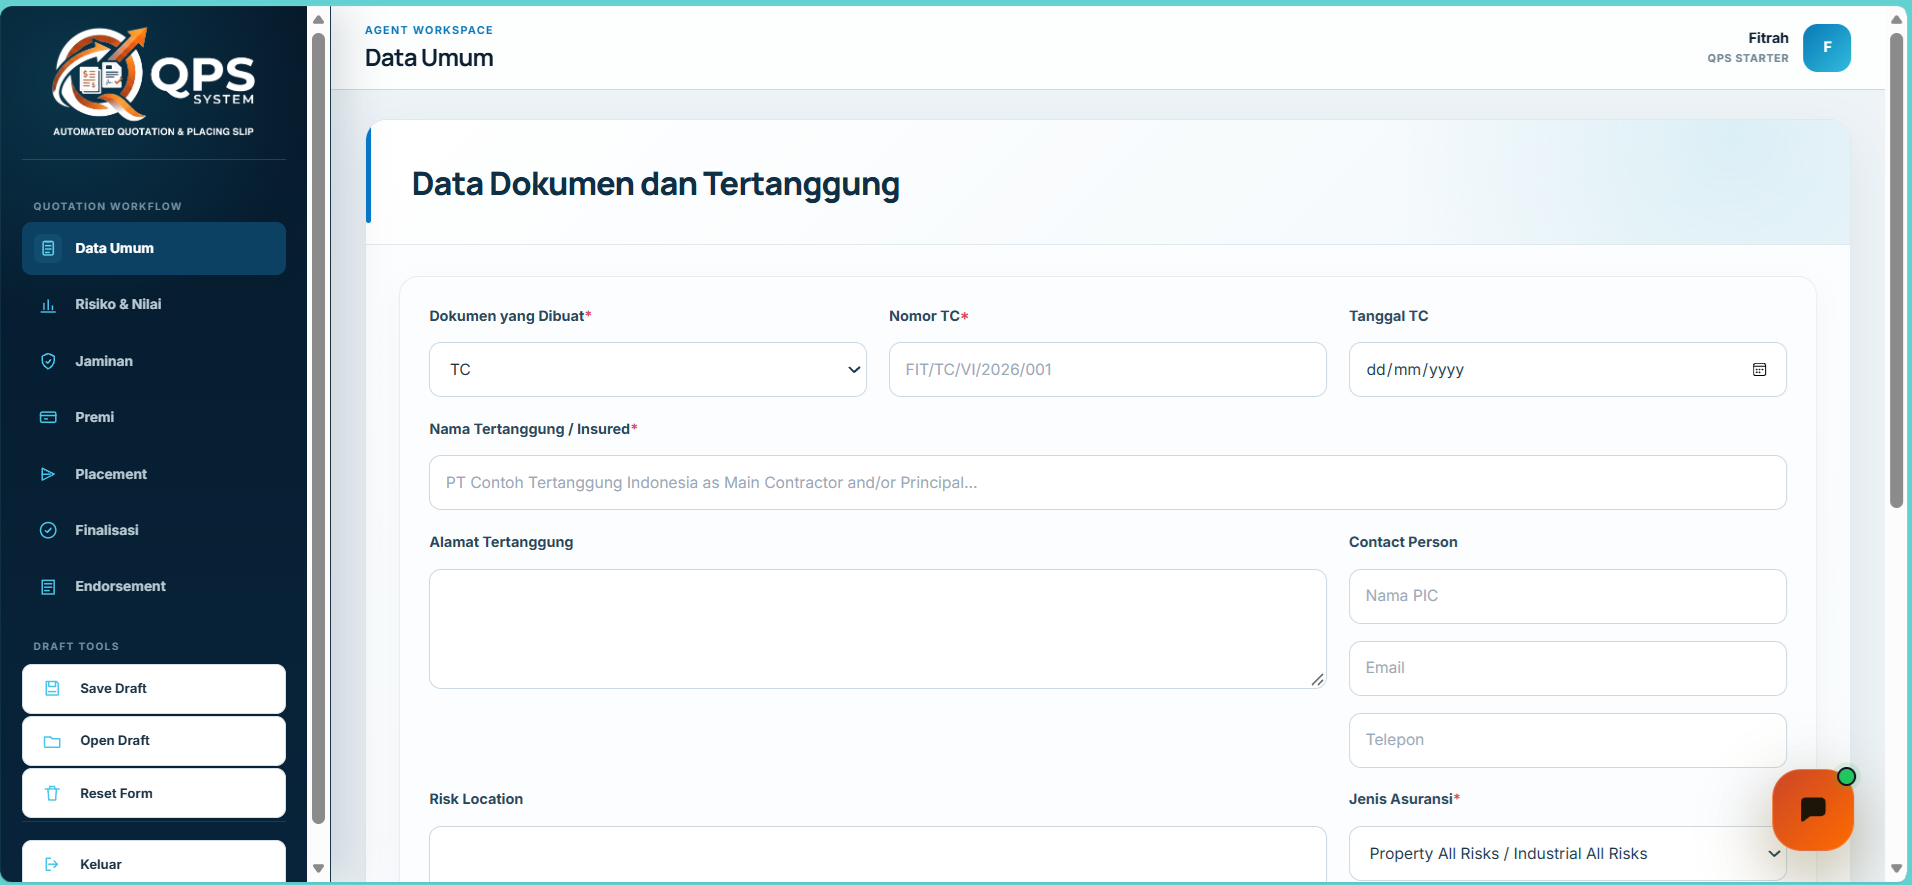 QPS
SYSTEM
AUTOMATED QUOTATION & PLACING SLIP
QUOTATION WORKFLOW
Data Umum
Risiko & Nilai
Jaminan
Premi
Placement
Finalisasi
Endorsement
DRAFT TOOLS
Save Draft
Open Draft
Reset Form
Keluar
AGENT WORKSPACE
Data Umum
Fitrah
QPS STARTER
F
Data Dokumen dan Tertanggung
Dokumen yang Dibuat*
Nomor TC*
Tanggal TC
TC
FIT/TC/VI/2026/001
dd/mm/yyyy
Nama Tertanggung / Insured*
PT Contoh Tertanggung Indonesia as Main Contractor and/or Principal...
Alamat Tertanggung
Contact Person
Nama PIC
Email
Telepon
Risk Location
Jenis Asuransi*
Property All Risks / Industrial All Risks